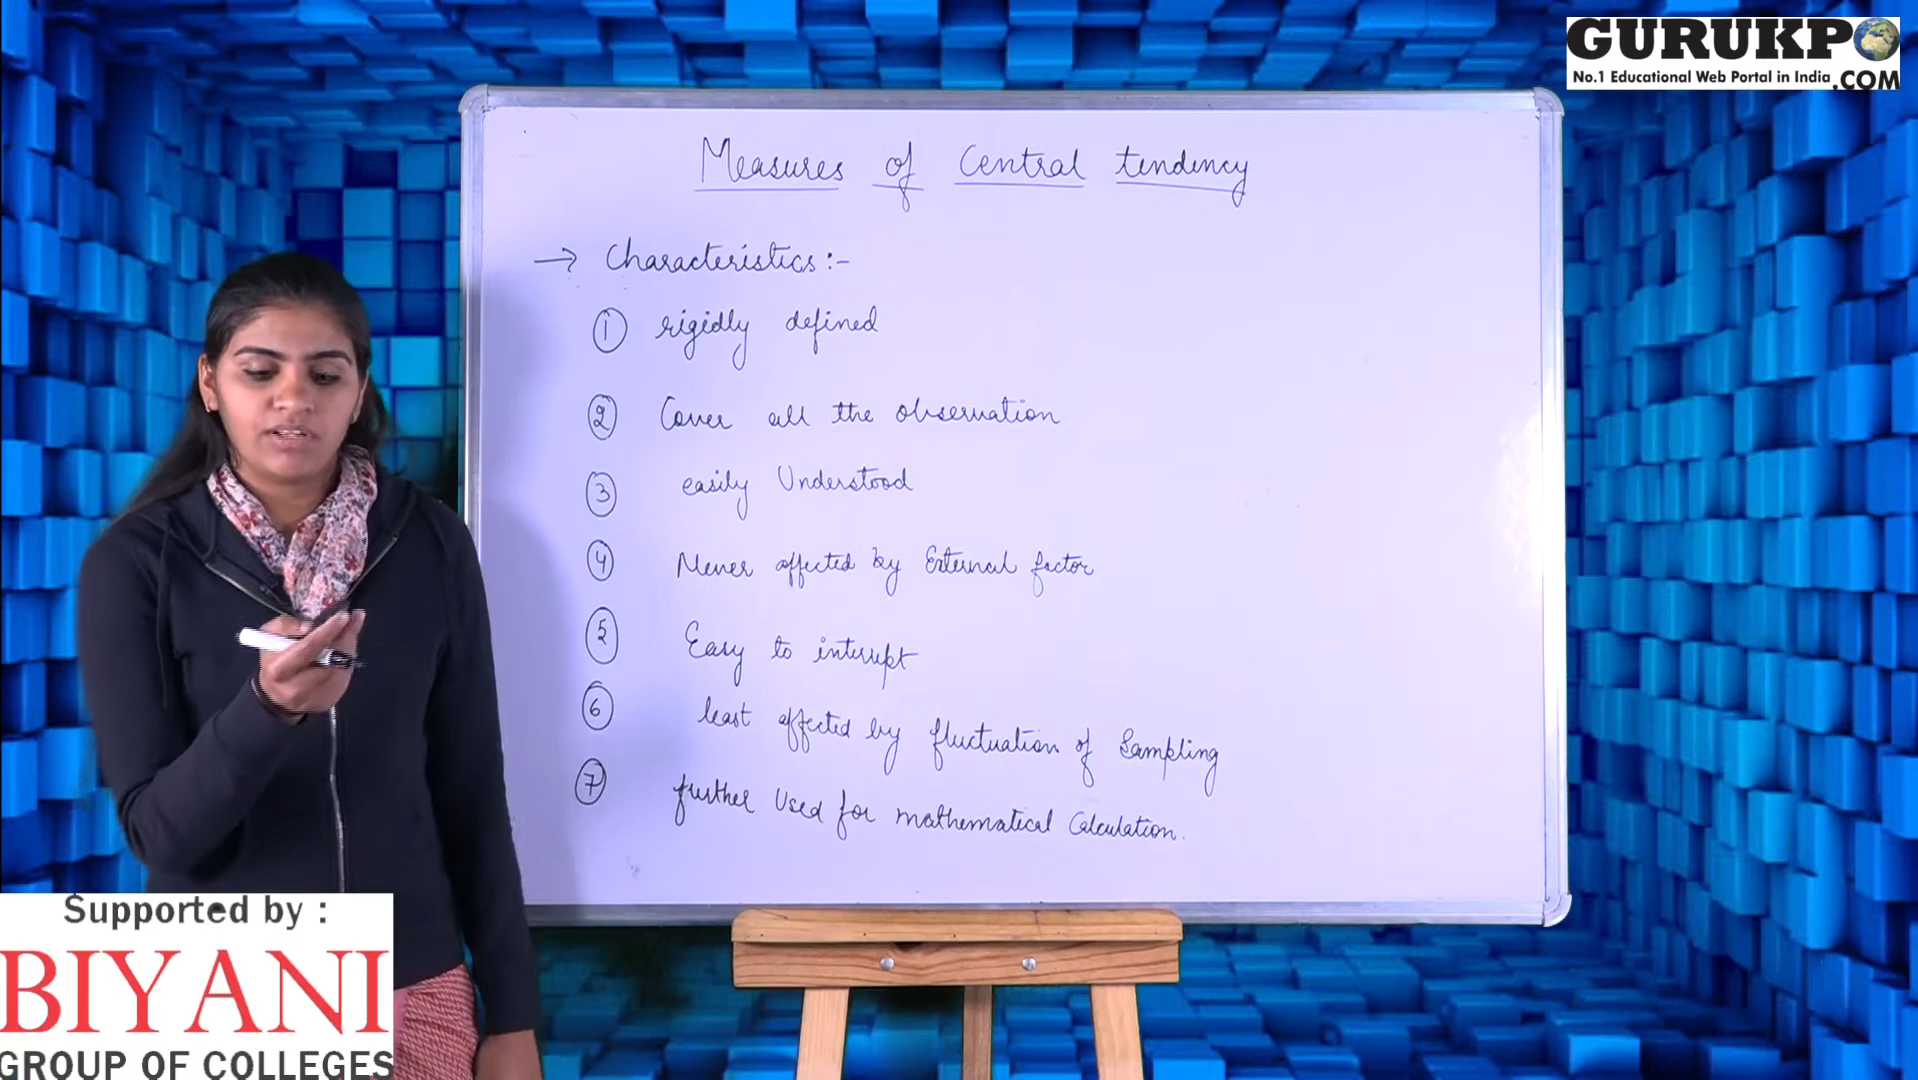 GURUKPO
No.1 Educational Web Portal in India .COM
Measures of Central tendency
→ Characteristics :-
① rigidly defined
② Cover all the observation
③ easily Understood
④ Never affected by External factor
⑤ Easy to interrupt
⑥ least affected by fluctuation of Sampling
⑦ further Used for mathematical Calculation.
Supported by :
BIYANI
GROUP OF COLLEGES